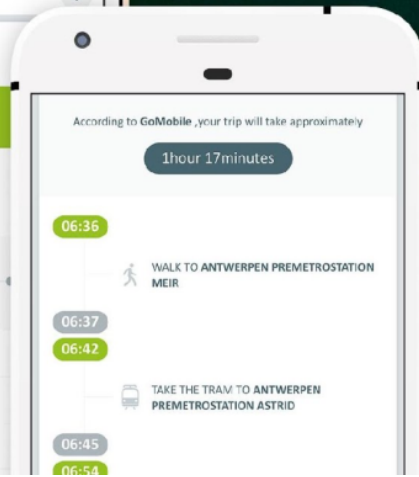 According to GoMobile ,your trip will take approximately
1hour 17minutes
06:36
WALK TO ANTWERPEN PREMETROSTATION
MEIR
06:37
06:42
TAKE THE TRAM TO ANTWERPEN
PREMETROSTATION ASTRID
06:45
06:54